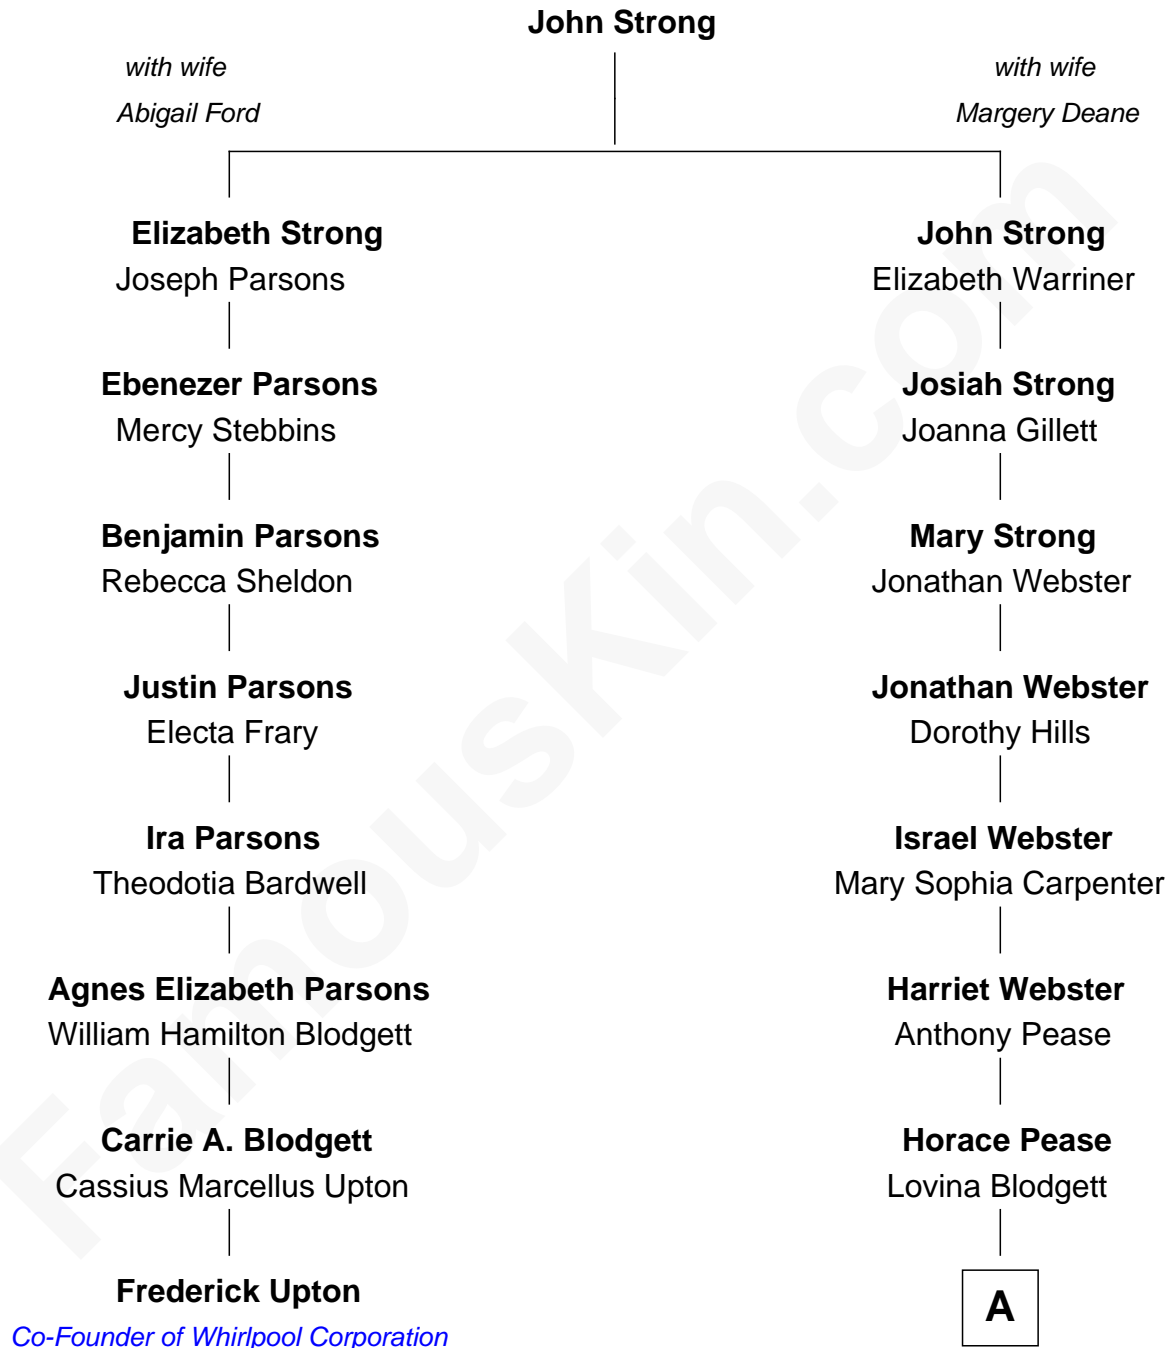 John Strong
with wife
Abigail Ford
with wife
Margery Deane
Elizabeth Strong
Joseph Parsons
John Strong
Elizabeth Warriner
Ebenezer Parsons
Mercy Stebbins
Josiah Strong
Joanna Gillett
Benjamin Parsons
Rebecca Sheldon
Mary Strong
Jonathan Webster
Justin Parsons
Electa Frary
Jonathan Webster
Dorothy Hills
Ira Parsons
Theodotia Bardwell
Israel Webster
Mary Sophia Carpenter
Agnes Elizabeth Parsons
William Hamilton Blodgett
Harriet Webster
Anthony Pease
Carrie A. Blodgett
Cassius Marcellus Upton
Horace Pease
Lovina Blodgett
Frederick Upton
Co-Founder of Whirlpool Corporation
A
FamousKin.com